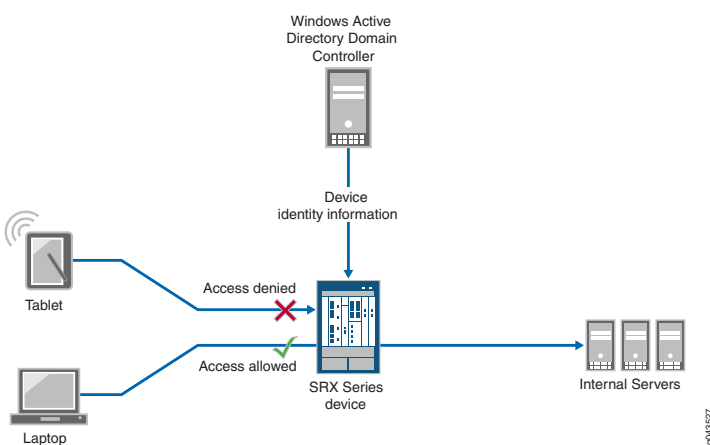 Windows Active
Directory Domain
Controller
Device
identity information
Tablet
Access denied
Access allowed
SRX Series
device
Internal Servers
Laptop
g043527